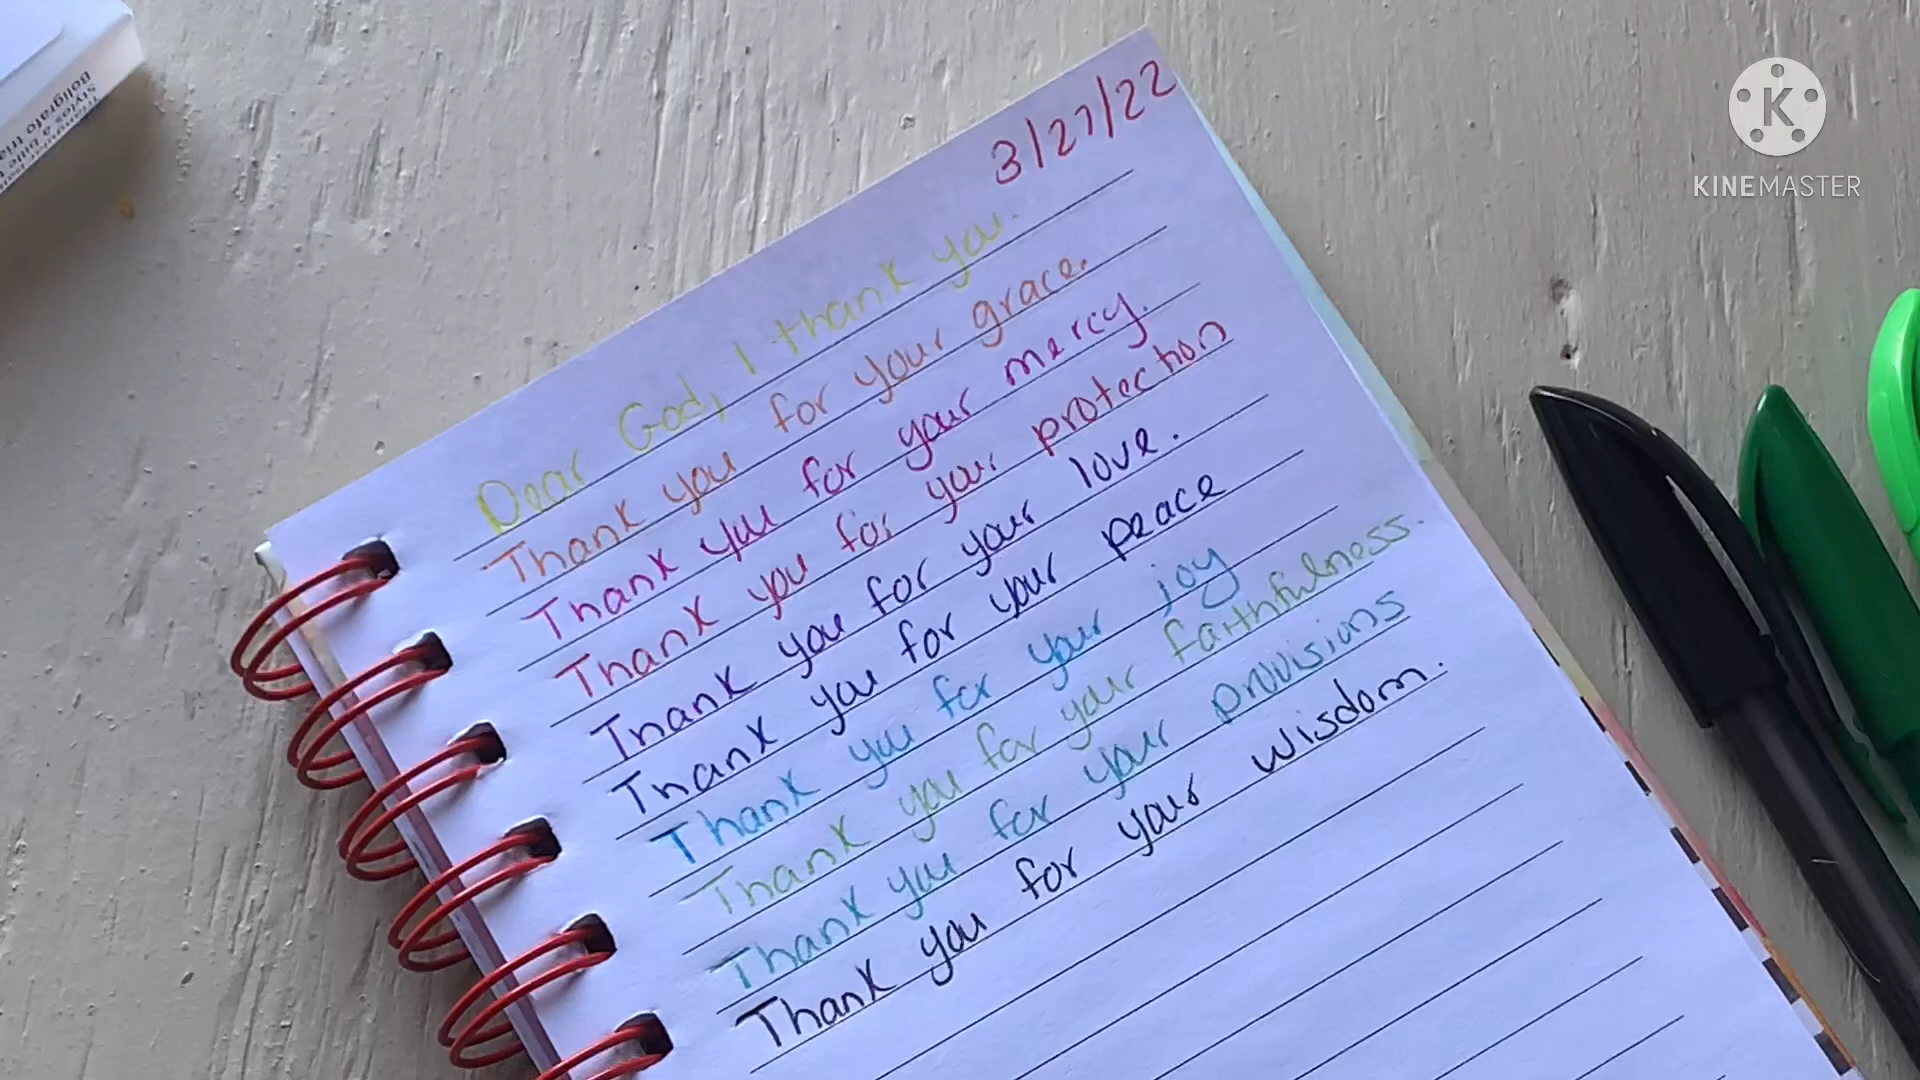 3/27/22
Dear God, I thank you.
Thank you for your grace.
Thank you for your mercy.
Thank you for your protection
Thank you for your love.
Thank you for your peace
Thank you for your joy
Thank you for your faithfulness.
Thank you for your provisions
Thank you for your wisdom.
K
KINEMASTER